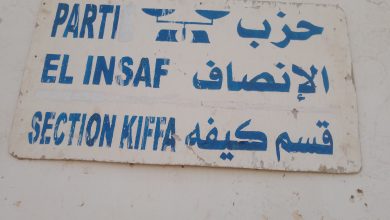 PARTI حزب
EL INSAF الإنصاف
SECTION KIFFA قسم كيفه